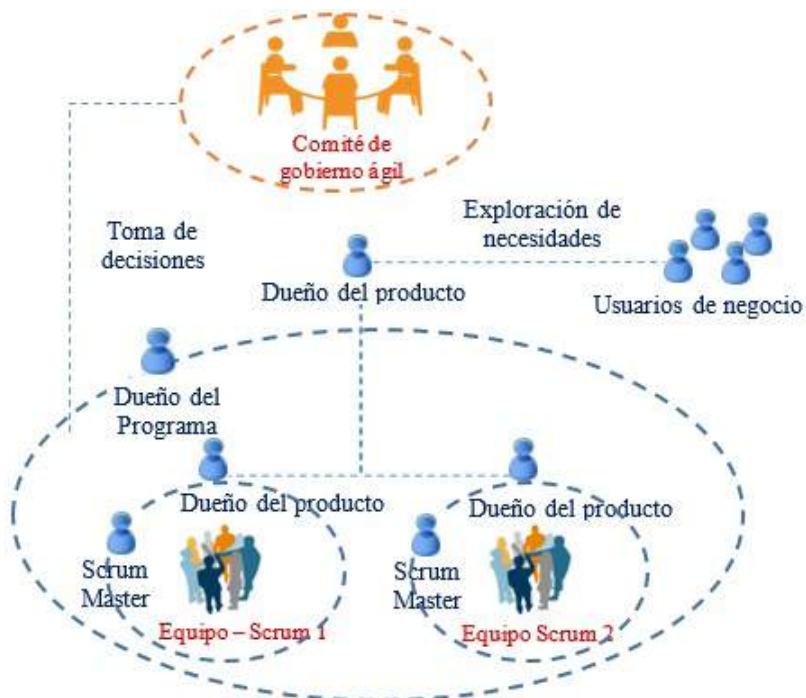 Comité de
gobierno ágil
Exploración de
necesidades
Toma de
decisiones
Dueño del producto
Usuarios de negocio
Dueño del
Programa
Dueño del producto
Dueño del producto
Scrum
Master
Scrum
Master
Equipo – Scrum 1
Equipo Scrum 2